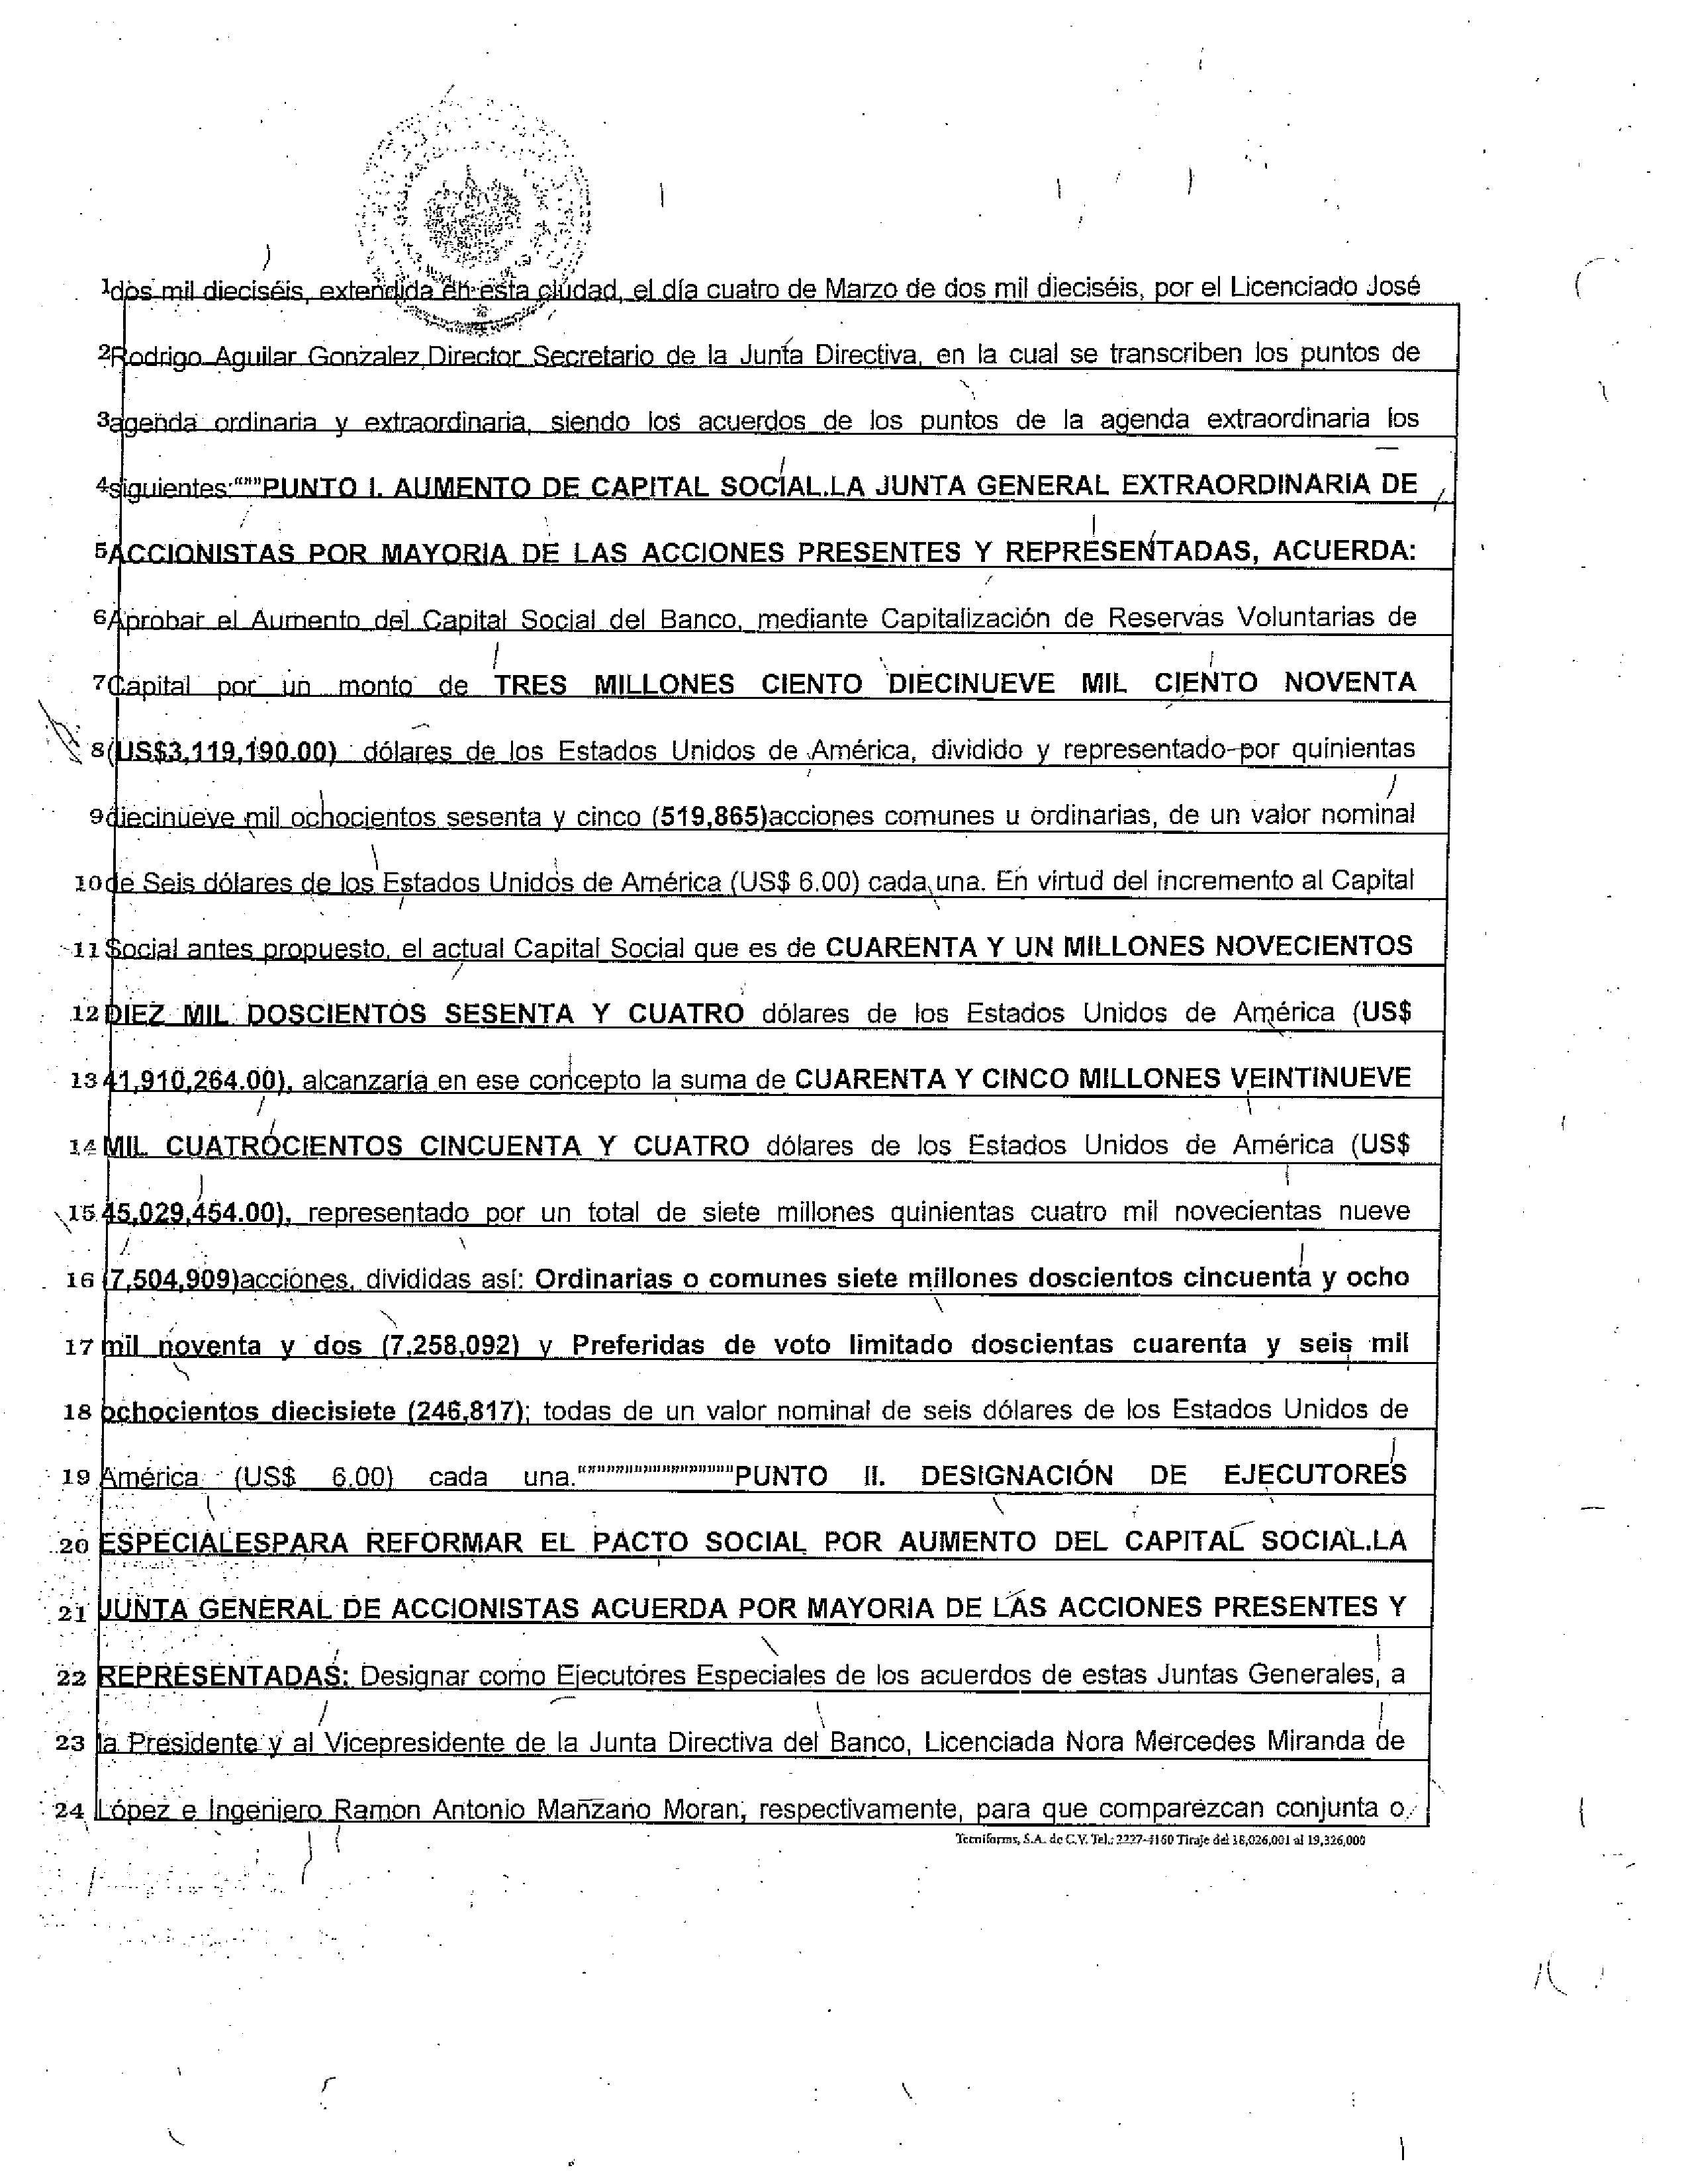 1 dos mil dieciséis, extendida en esta ciudad, el día cuatro de Marzo de dos mil dieciséis, por el Licenciado José
2 Rodrigo Aguilar Gonzalez Director Secretario de la Junta Directiva, en la cual se transcriben los puntos de
3 agenda ordinaria y extraordinaria, siendo los acuerdos de los puntos de la agenda extraordinaria los
4 siguientes:""""PUNTO I. AUMENTO DE CAPITAL SOCIAL.LA JUNTA GENERAL EXTRAORDINARIA DE
5 ACCIONISTAS POR MAYORIA DE LAS ACCIONES PRESENTES Y REPRESENTADAS, ACUERDA:
6 Aprobar el Aumento del Capital Social del Banco, mediante Capitalización de Reservas Voluntarias de
7 Capital por un monto de TRES MILLONES CIENTO DIECINUEVE MIL CIENTO NOVENTA
8 (US$3,119,190.00) dólares de los Estados Unidos de América, dividido y representado por quinientas
9 diecinueve mil ochocientos sesenta y cinco (519,865)acciones comunes u ordinarias, de un valor nominal
10 de Seis dólares de los Estados Unidos de América (US$ 6.00) cada una. En virtud del incremento al Capital
11 Social antes propuesto, el actual Capital Social que es de CUARENTA Y UN MILLONES NOVECIENTOS
12 DIEZ MIL DOSCIENTOS SESENTA Y CUATRO dólares de los Estados Unidos de América (US$
13 41,910,264.00), alcanzaría en ese concepto la suma de CUARENTA Y CINCO MILLONES VEINTINUEVE
14 MIL CUATROCIENTOS CINCUENTA Y CUATRO dólares de los Estados Unidos de América (US$
15 45,029,454.00), representado por un total de siete millones quinientas cuatro mil novecientas nueve
16 (7,504,909)acciones, divididas así: Ordinarias o comunes siete millones doscientos cincuenta y ocho
17 mil noventa y dos (7,258,092) y Preferidas de voto limitado doscientas cuarenta y seis mil
18 ochocientos diecisiete (246,817); todas de un valor nominal de seis dólares de los Estados Unidos de
19 América (US$ 6.00) cada una.""""""""""""""""""PUNTO II. DESIGNACIÓN DE EJECUTORES
20 ESPECIALESPARA REFORMAR EL PACTO SOCIAL POR AUMENTO DEL CAPITAL SOCIAL.LA
21 JUNTA GENERAL DE ACCIONISTAS ACUERDA POR MAYORIA DE LAS ACCIONES PRESENTES Y
22 REPRESENTADAS: Designar como Ejecutores Especiales de los acuerdos de estas Juntas Generales, a
23 la Presidente y al Vicepresidente de la Junta Directiva del Banco, Licenciada Nora Mercedes Miranda de
24 López e Ingeniero Ramon Antonio Manzano Moran, respectivamente, para que comparezcan conjunta o
Tecniforms, S.A. de C.V. Tel.: 2227-4160 Tiraje del 18,026,001 al 19,326,000